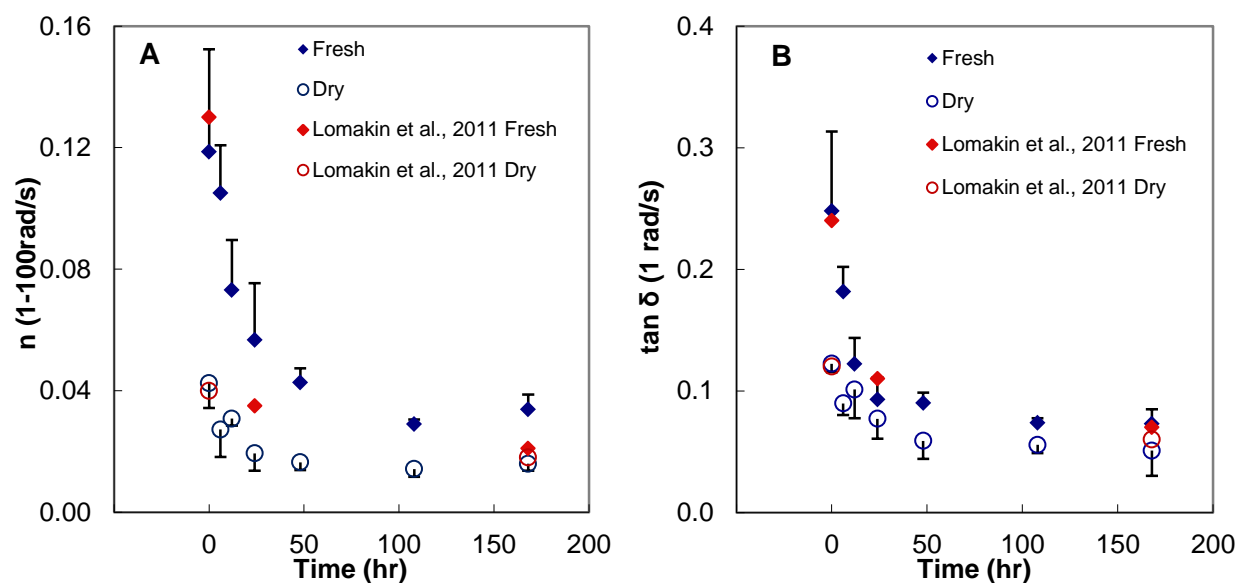 A
Fresh
Dry
Lomakin et al., 2011 Fresh
Lomakin et al., 2011 Dry
n (1-100rad/s)
0.16
0.12
0.08
0.04
0.00
0 50 100 150 200
Time (hr)
B
Fresh
Dry
Lomakin et al., 2011 Fresh
Lomakin et al., 2011 Dry
tan δ (1 rad/s)
0.4
0.3
0.2
0.1
0.0
0 50 100 150 200
Time (hr)